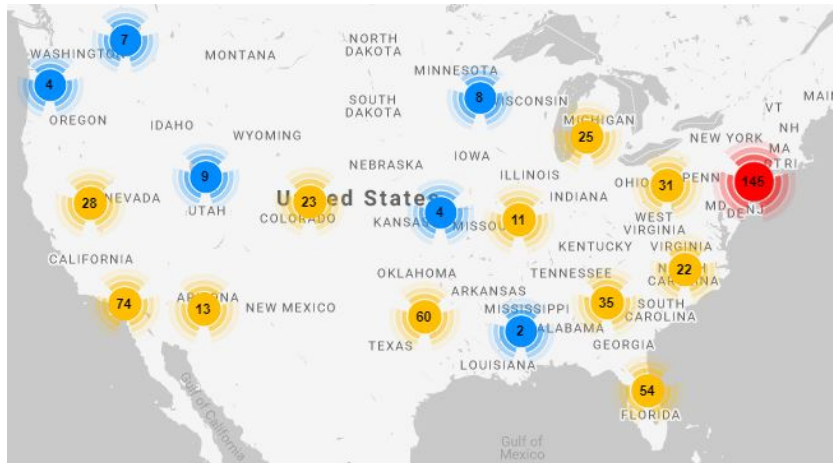 NORTH
DAKOTA
7
WASHINGTON
MONTANA
MINNESOTA
4
8
WISCONSIN
SOUTH
DAKOTA
MAIN
VT
OREGON
IDAHO
MICHIGAN
NH
WYOMING
25
NEW YORK
MA
IOWA
CT RI
NEBRASKA
9
ILLINOIS
OHIO
31
PENN
145
United States
NEVADA
28
23
INDIANA
UTAH
COLORADO
KANSAS
4
MISSOU
11
MD
DE
NJ
WEST
VIRGINIA
KENTUCKY
VIRGINIA
CALIFORNIA
22
NORTH
CAROLINA
OKLAHOMA
TENNESSEE
74
ARIZONA
13
NEW MEXICO
ARKANSAS
35
MISSISSIPPI
SOUTH
CAROLINA
60
2
ALABAMA
TEXAS
GEORGIA
LOUISIANA
Gulf of California
54
FLORIDA
Gulf of
Mexico